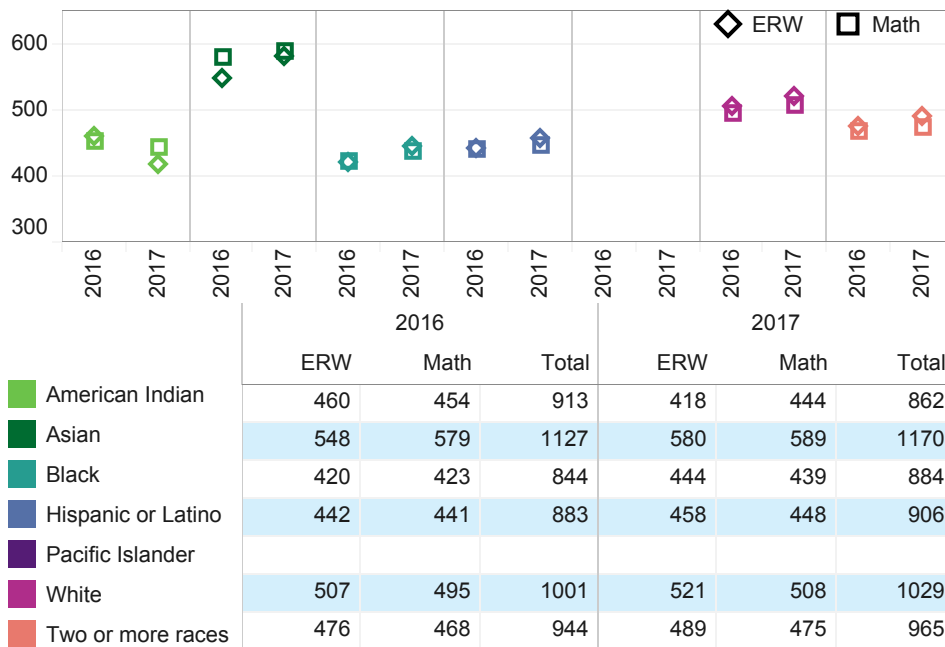 ERW Math
600
500
400
300
2016 2017 2016 2017 2016 2017 2016 2017 2016 2017 2016 2017 2016 2017
2016 2017
ERW Math Total ERW Math Total
American Indian 460 454 913 418 444 862
Asian 548 579 1127 580 589 1170
Black 420 423 844 444 439 884
Hispanic or Latino 442 441 883 458 448 906
Pacific Islander
White 507 495 1001 521 508 1029
Two or more races 476 468 944 489 475 965